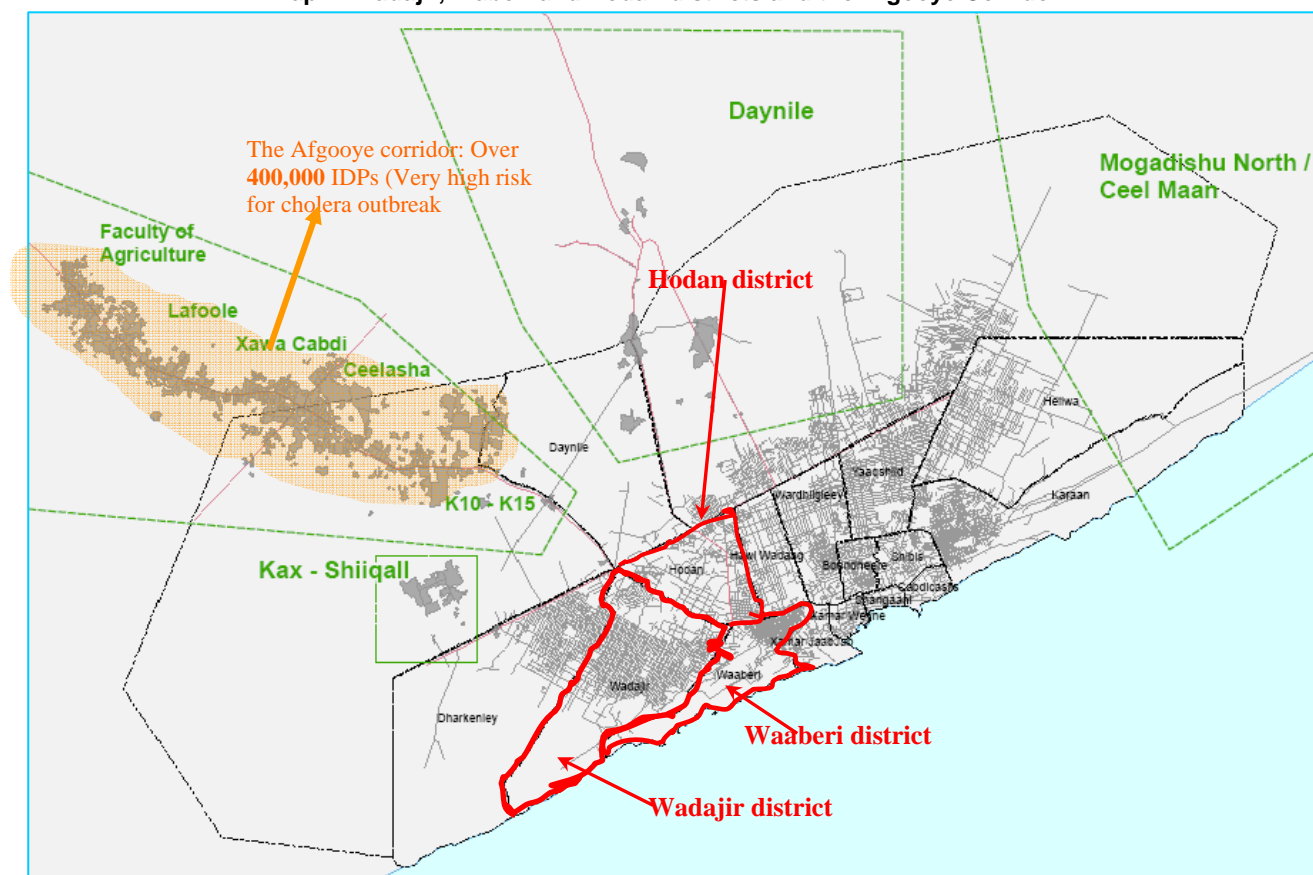 Daynile
The Afgooye corridor: Over
400,000 IDPs (Very high risk
for cholera outbreak
Mogadishu North /
Ceel Maan
Faculty of
Agriculture
Hodan district
Lafoole
Xawa Cabdi
Ceelasha
Heliwa
Daynile
Yaaqshiid
Wardhiigleey
Karaan
K10 - K15
Hawl Wadaag
Shibis
Hodan
Boondheere
Kax - Shiiqall
Cabdicasiis
Shangaani
Xamar Weyne
Xamar Jaabjab
Waaberi
Wadajir
Dharkenley
Waaberi district
Wadajir district